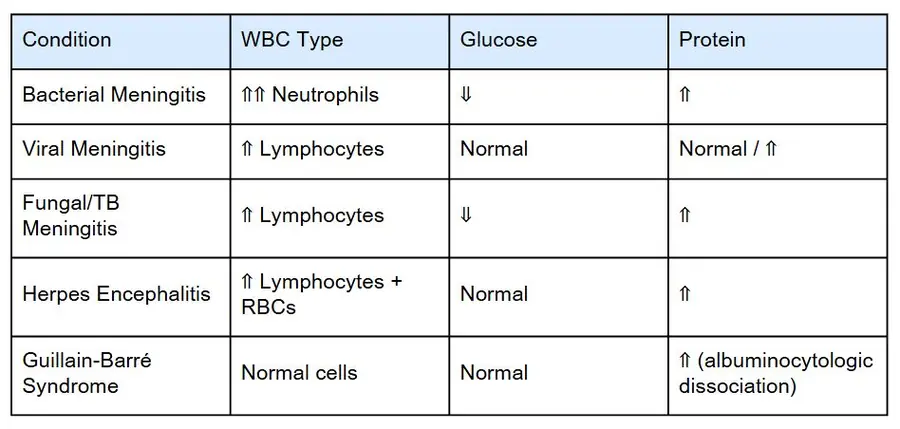 Condition WBC Type Glucose Protein
Bacterial Meningitis ⇑⇑ Neutrophils ⇓ ⇑
Viral Meningitis ⇑ Lymphocytes Normal Normal / ⇑
Fungal/TB
Meningitis ⇑ Lymphocytes ⇓ ⇑
Herpes Encephalitis ⇑ Lymphocytes +
RBCs Normal ⇑
Guillain-Barré
Syndrome Normal cells Normal ⇑ (albuminocytologic
dissociation)